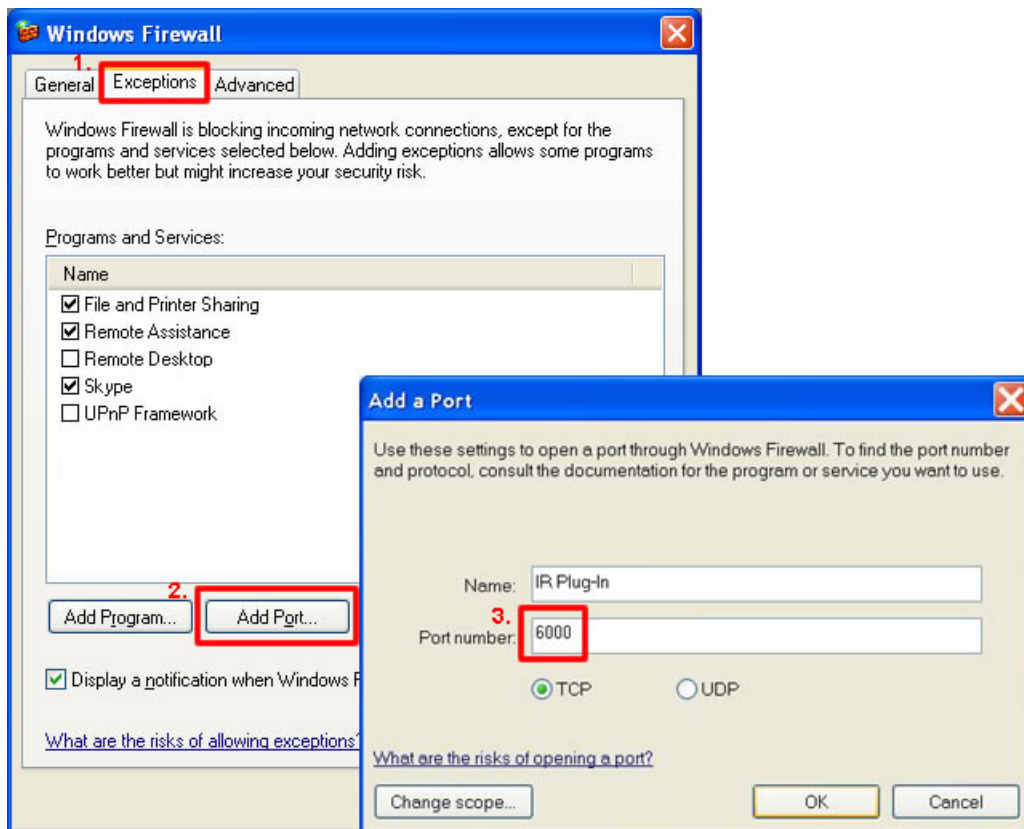 Windows Firewall
1.
General Exceptions Advanced
Windows Firewall is blocking incoming network connections, except for the
programs and services selected below. Adding exceptions allows some programs
to work better but might increase your security risk.
Programs and Services:
Name
File and Printer Sharing
Remote Assistance
Remote Desktop
Skype
UPnP Framework
2.
Add Program... Add Port...
Display a notification when Windows F
What are the risks of allowing exceptions?
Add a Port
Use these settings to open a port through Windows Firewall. To find the port number
and protocol, consult the documentation for the program or service you want to use.
Name: IR Plug-In
3.
Port number: 6000
TCP UDP
What are the risks of opening a port?
Change scope... OK Cancel